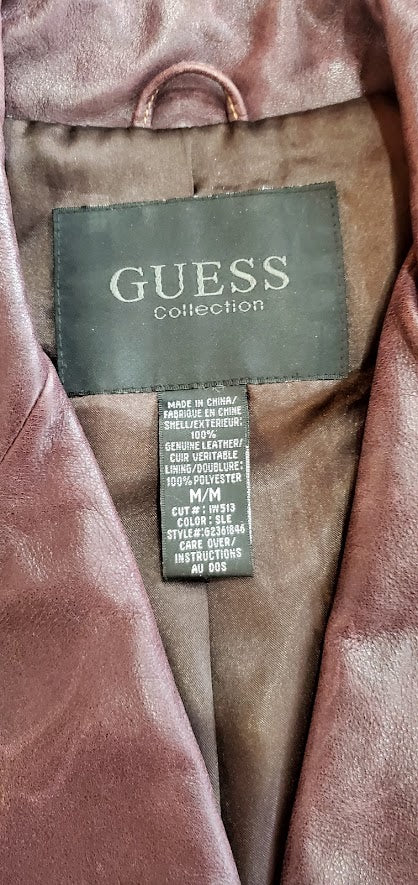 GUESS
Collection
MADE IN CHINA/
FABRIQUE EN CHINE
SHELL/EXTERIEUR:
100%
GENUINE LEATHER/
CUIR VERITABLE
LINING/DOUBLURE:
100% POLYESTER
M/M
CUT #: IW513
COLOR: SLE
STYLE#:62361846
CARE OVER/
INSTRUCTIONS
AU DOS